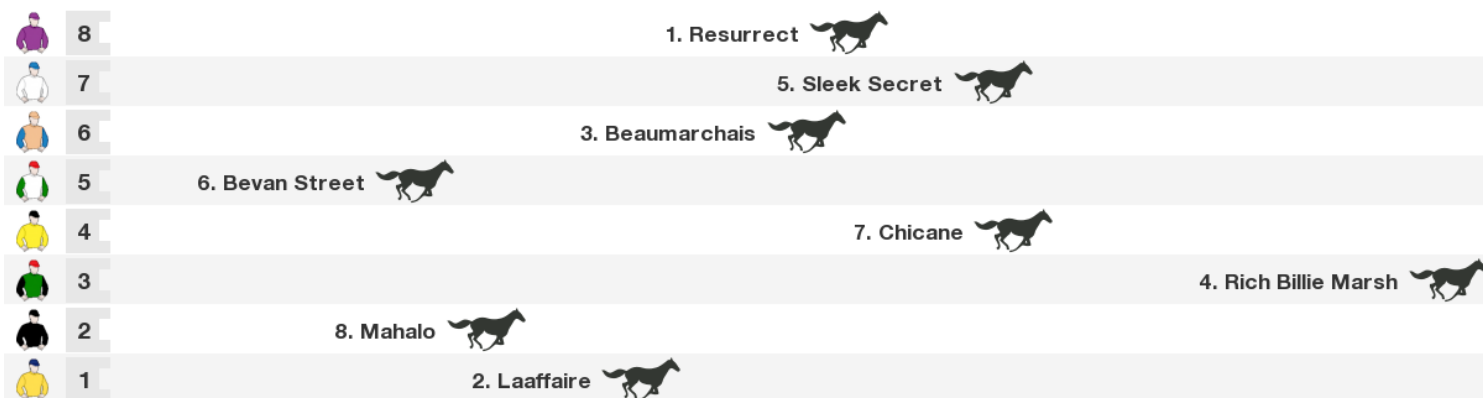 8 1. Resurrect
7 5. Sleek Secret
6 3. Beaumarchais
5 6. Bevan Street
4 7. Chicane
3 4. Rich Billie Marsh
2 8. Mahalo
1 2. Laaffaire